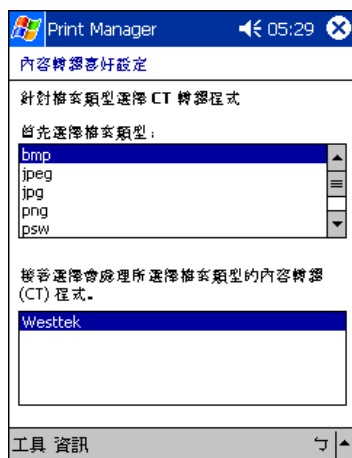 Print Manager 05:29
內容轉譯喜好設定
針對檔案類型選擇 CT 轉譯程式
首先選擇檔案類型:
bmp
jpeg
jpg
png
psw
接著選擇會處理所選擇檔案類型的內容轉譯
(CT) 程式。
Westtek
工具 資訊 ㄅ